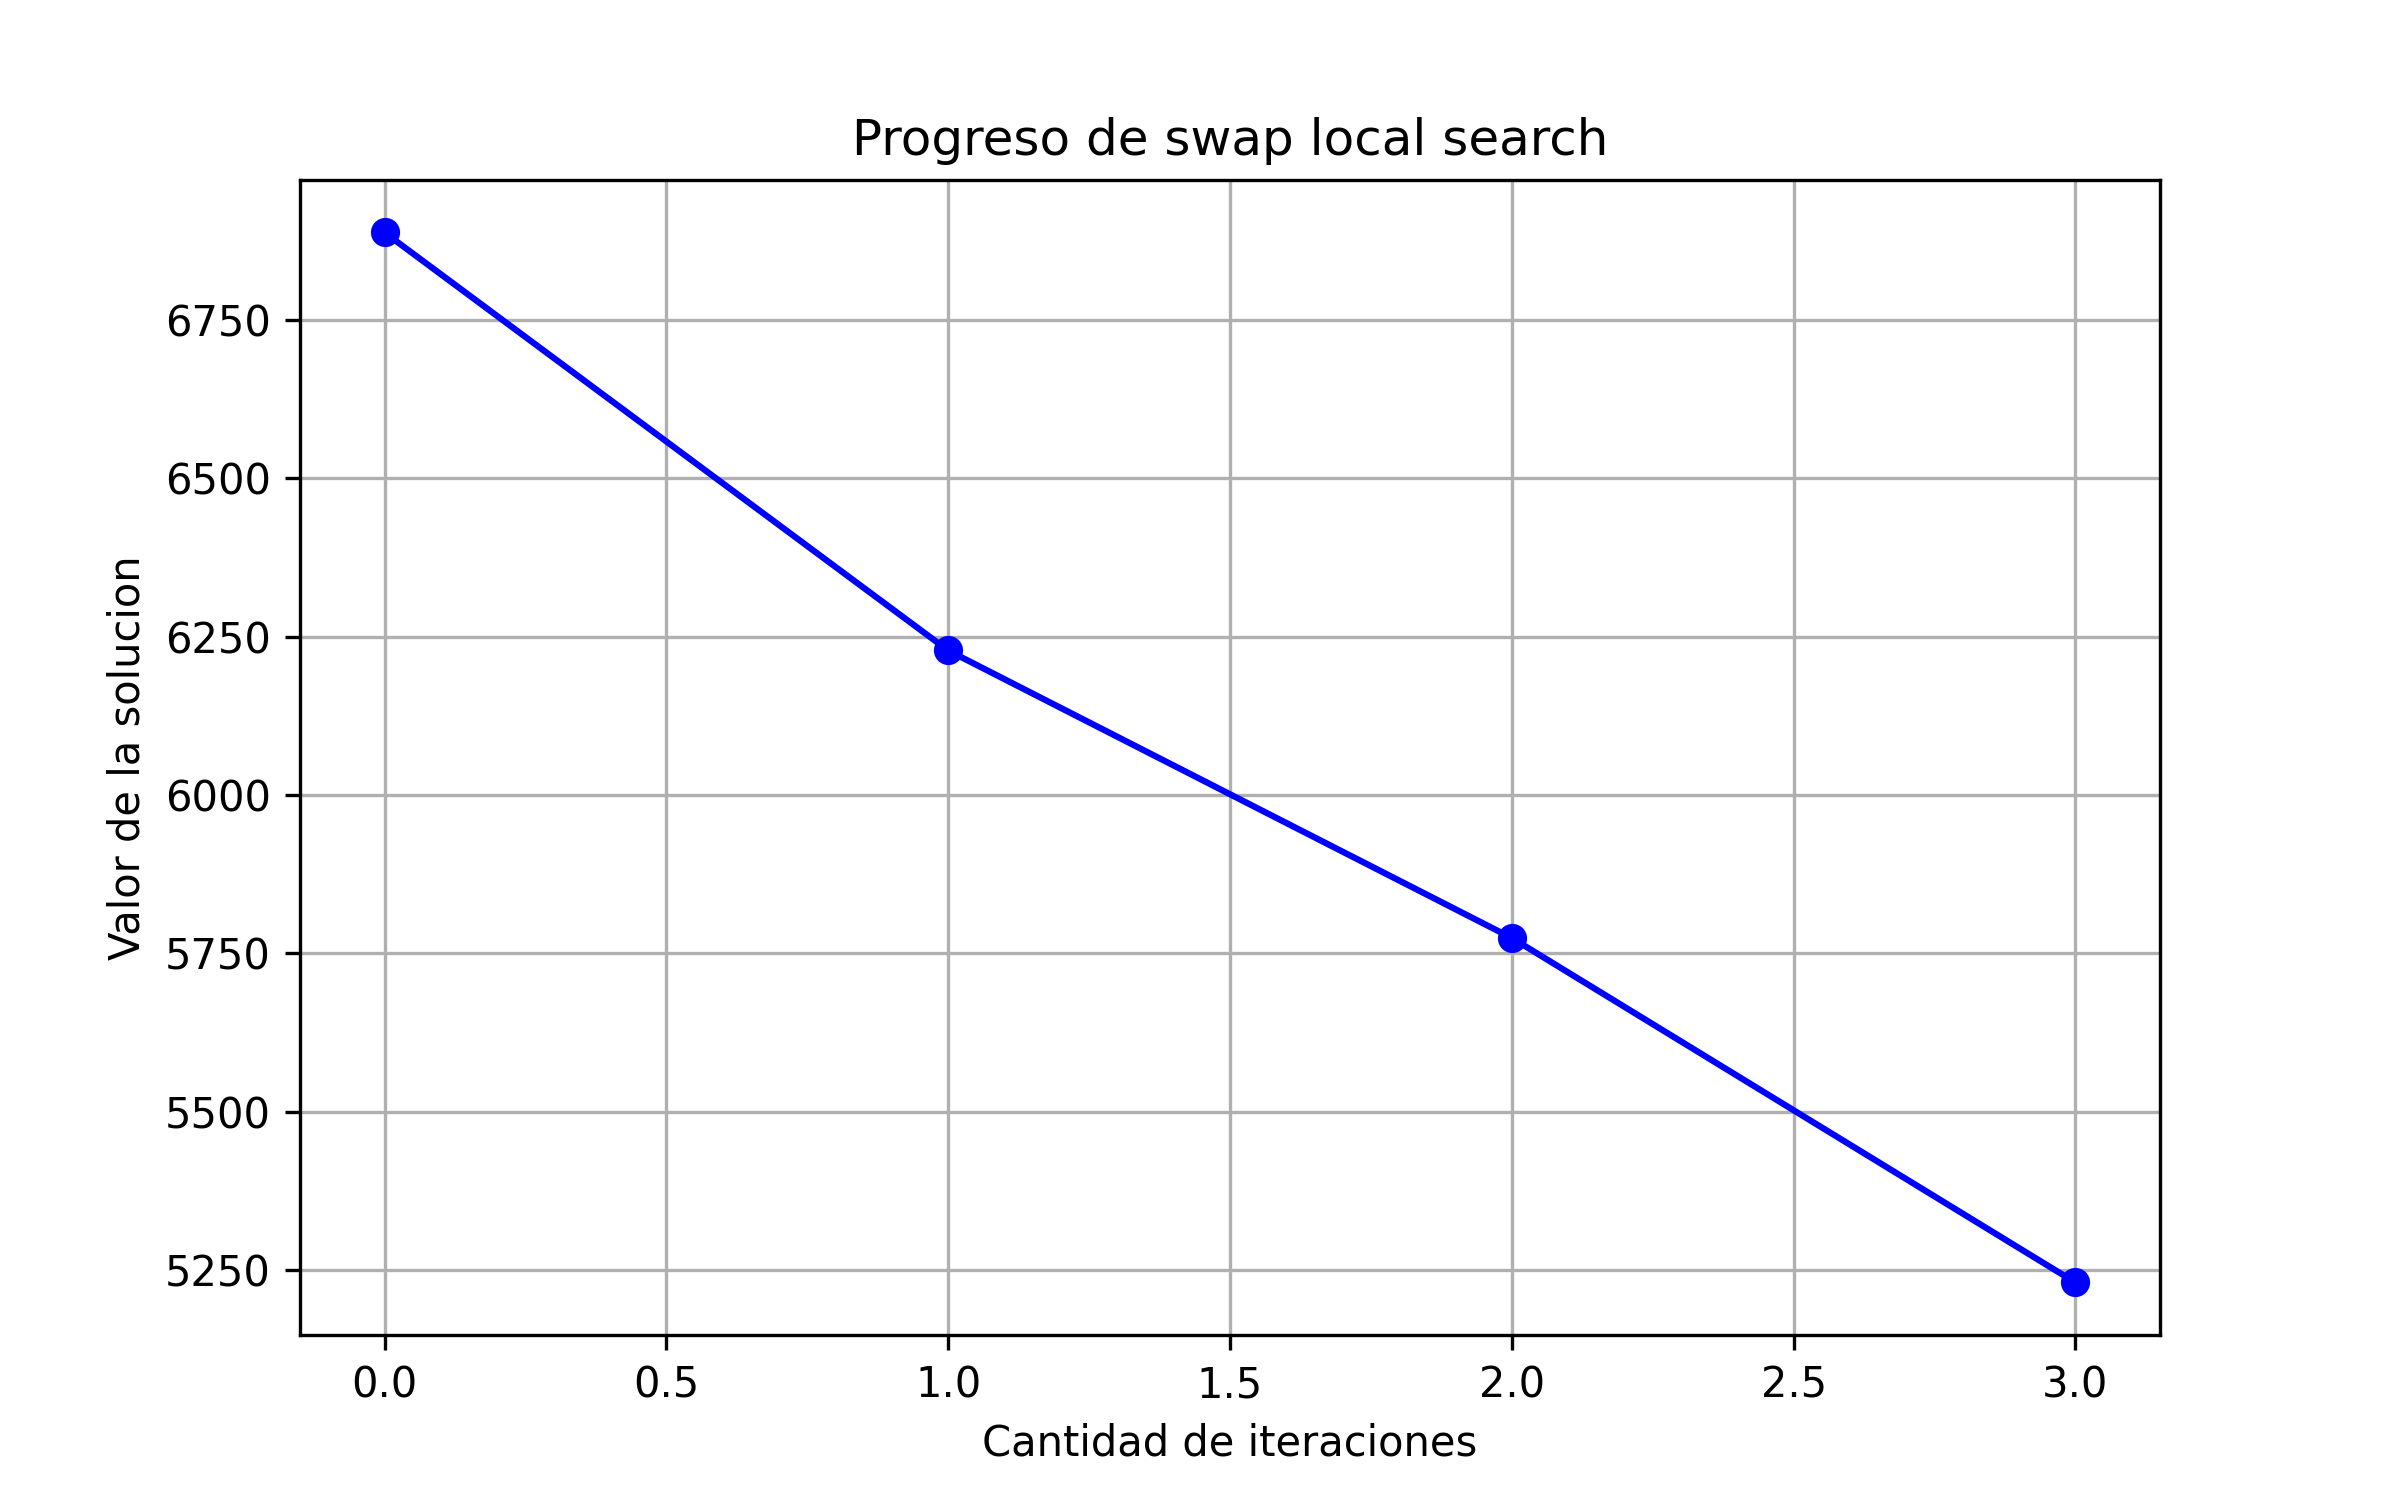 Progreso de swap local search
Valor de la solucion
6750
6500
6250
6000
5750
5500
5250
0.0 0.5 1.0 1.5 2.0 2.5 3.0
Cantidad de iteraciones